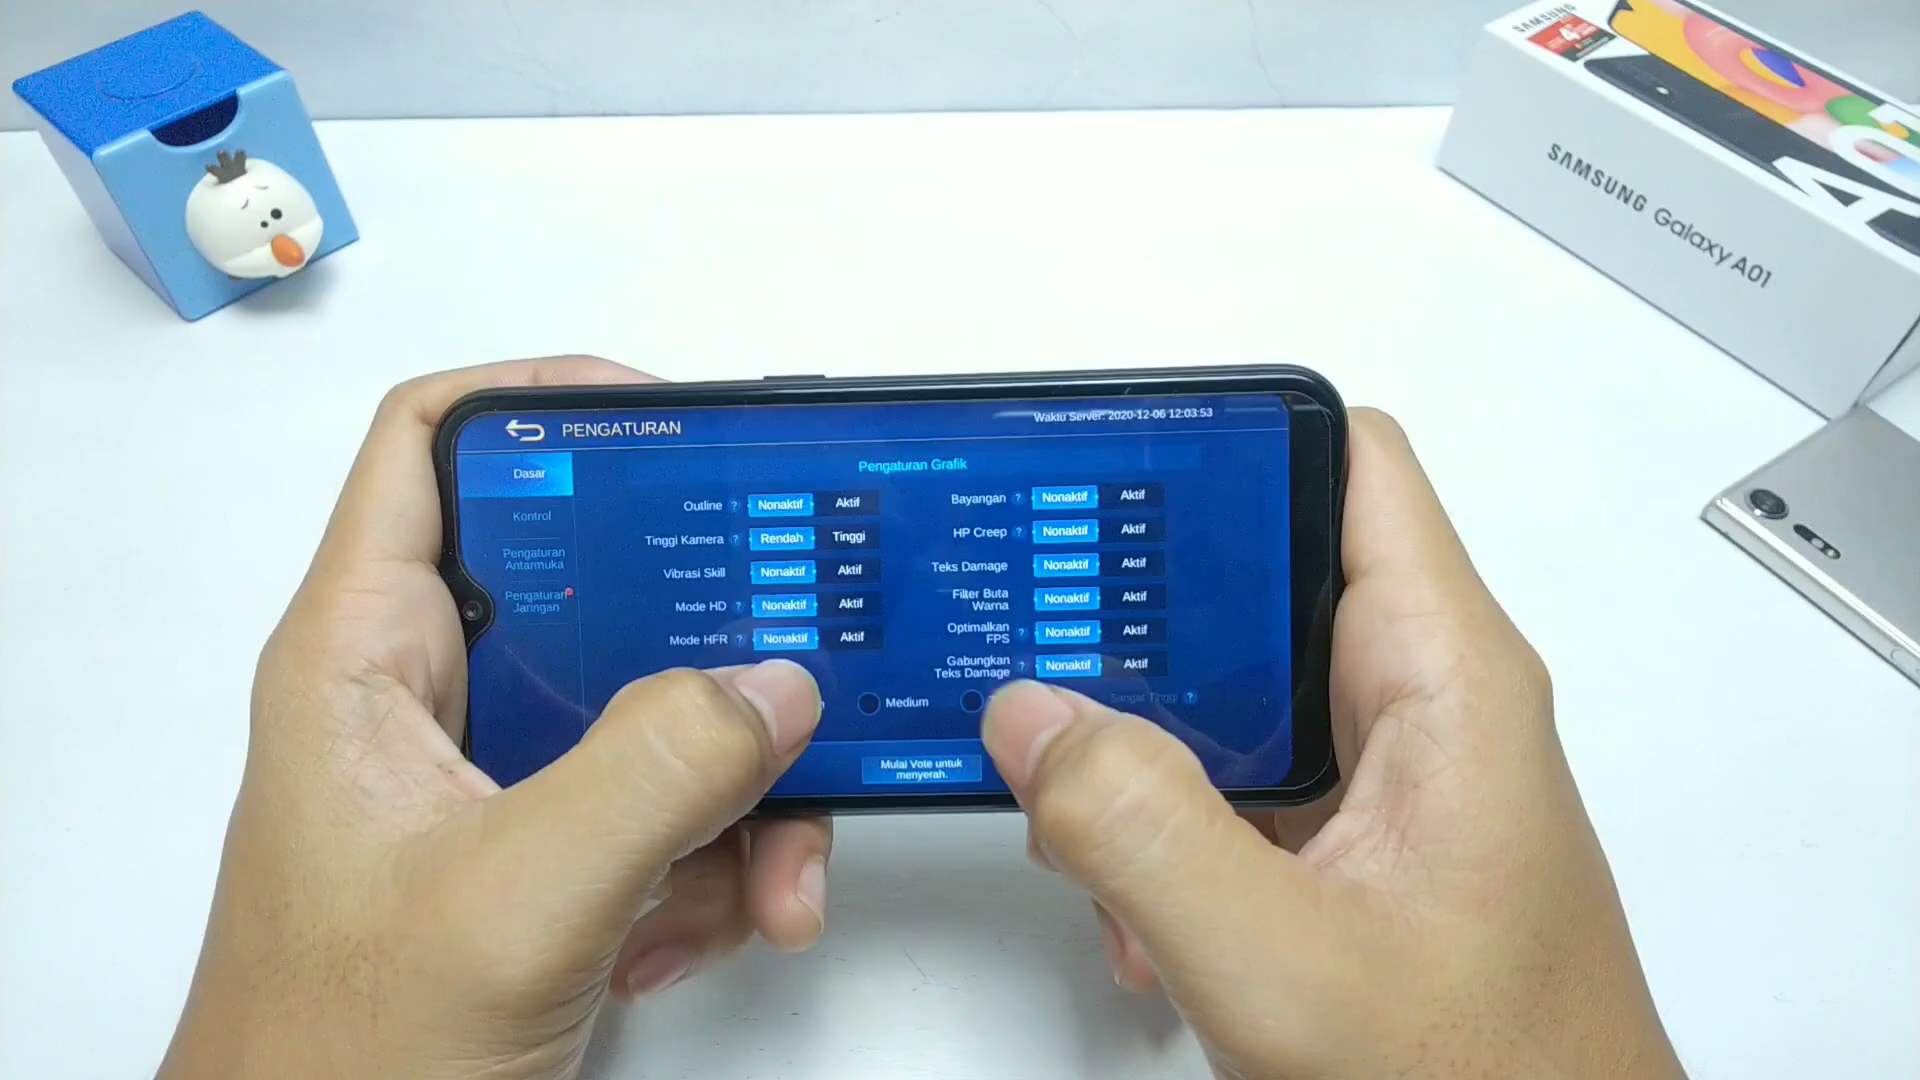 SAMSUNG
SAMSUNG Galaxy A01
PENGATURAN
Waktu Server: 2020-12-06 12:03:53
Dasar
Kontrol
Pengaturan
Antarmuka
Pengaturan
Jaringan
Pengaturan Grafik
Outline ? Nonaktif Aktif
Tinggi Kamera ? Rendah Tinggi
Vibrasi Skill Nonaktif Aktif
Mode HD ? Nonaktif Aktif
Mode HFR ? Nonaktif Aktif
Bayangan ? Nonaktif Aktif
HP Creep ? Nonaktif Aktif
Teks Damage Nonaktif Aktif
Filter Buta
Warna Nonaktif Aktif
Optimalkan
FPS ? Nonaktif Aktif
Gabungkan
Teks Damage ? Nonaktif Aktif
Medium
Sangat Tinggi ?
Mulai Vote untuk
menyerah.